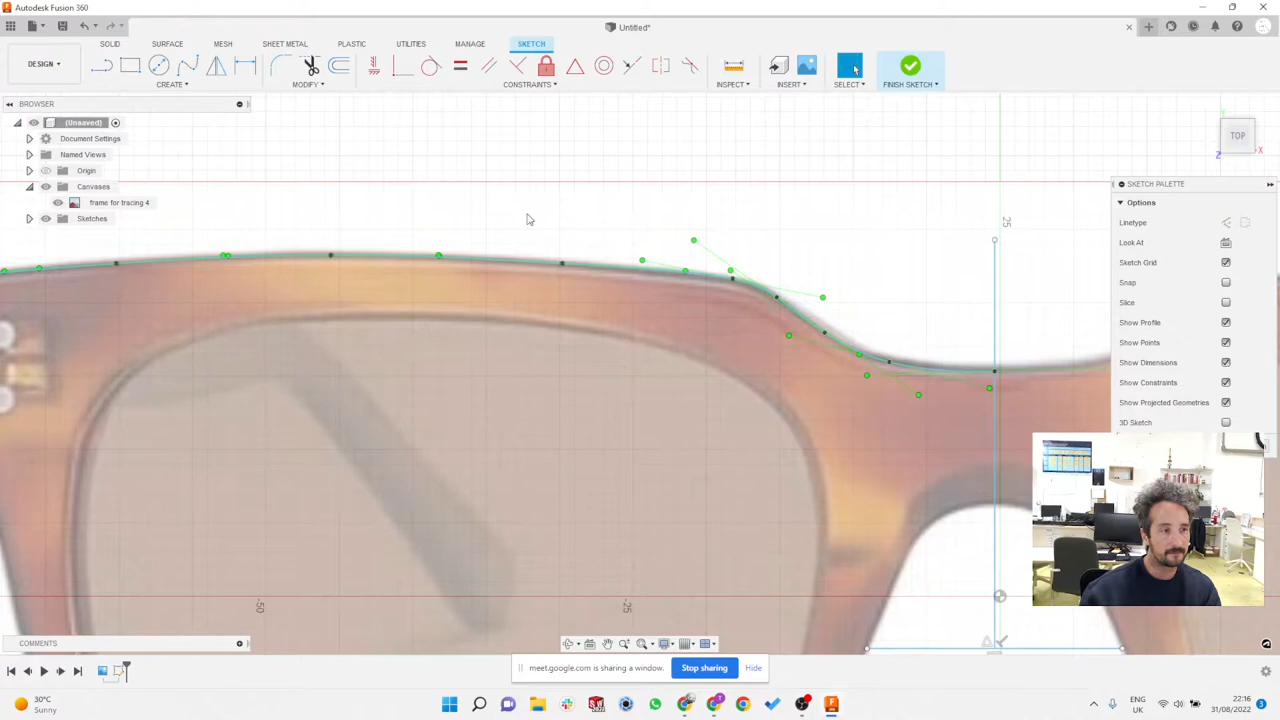 Autodesk Fusion 360
Untitled*
DESIGN
SOLID SURFACE MESH SHEET METAL PLASTIC UTILITIES MANAGE SKETCH
CREATE MODIFY CONSTRAINTS INSPECT INSERT SELECT FINISH SKETCH
BROWSER
(Unsaved)
Document Settings
Named Views
Origin
Canvases
frame for tracing 4
Sketches
TOP
X
Z
25
-50
-25
SKETCH PALETTE
Options
Linetype
Look At
Sketch Grid
Snap
Slice
Show Profile
Show Points
Show Dimensions
Show Constraints
Show Projected Geometries
3D Sketch
COMMENTS
meet.google.com is sharing a window.
Stop sharing
Hide
30°C
Sunny
ENG
UK
22:16
31/08/2022
3